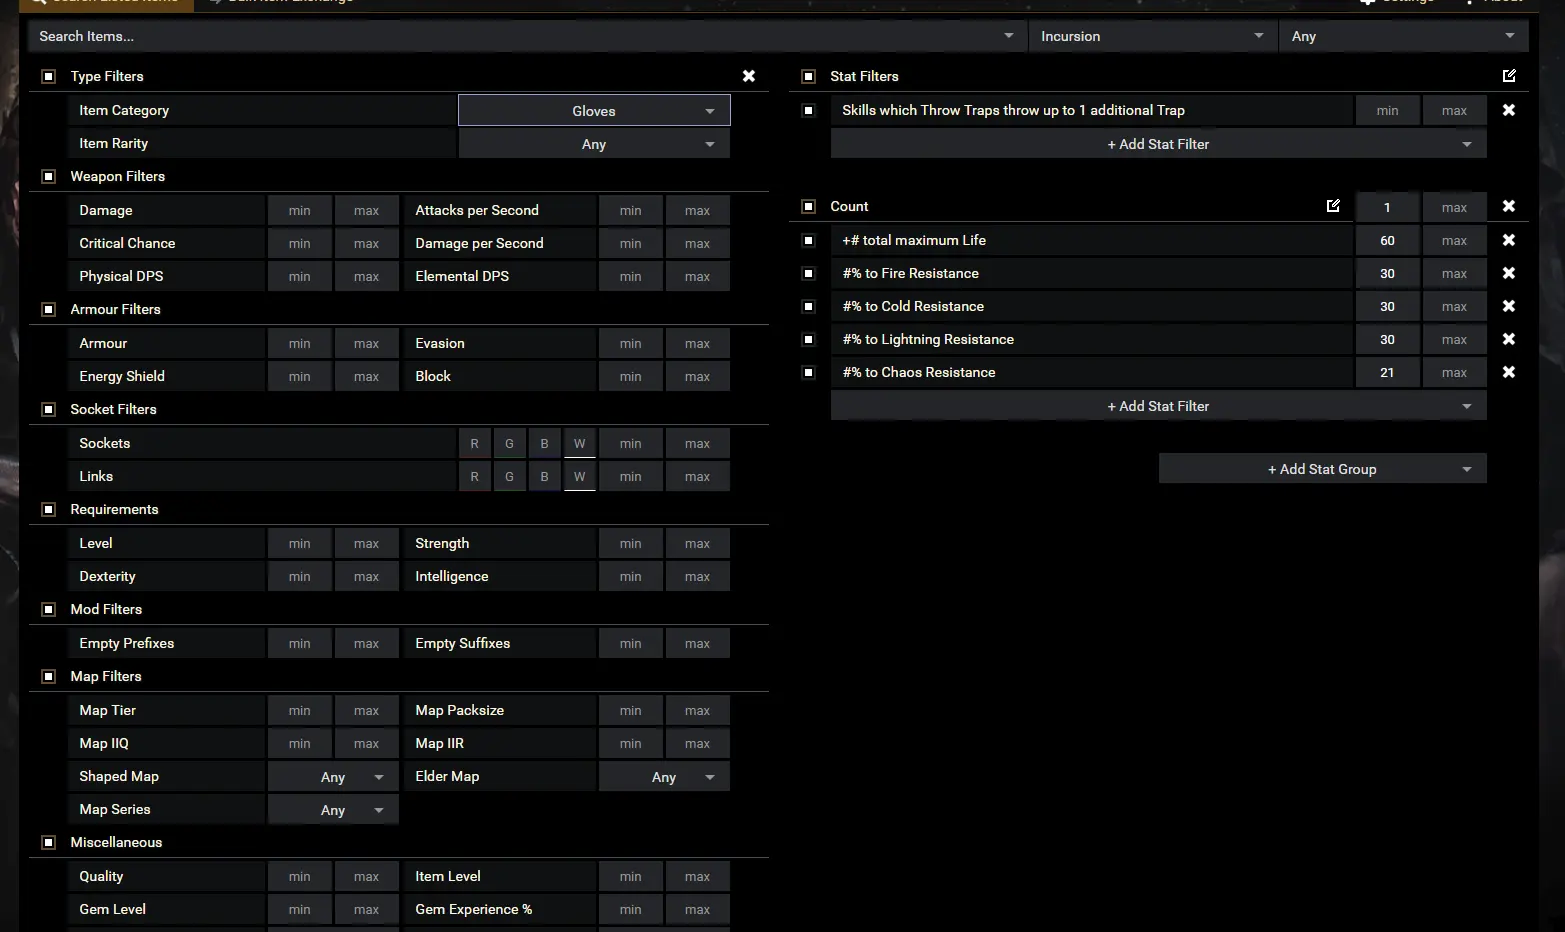 Search Listed Items Bulk Item Exchange Settings About
Search Items... Incursion Any
Type Filters
Item Category Gloves
Item Rarity Any
Weapon Filters
Damage min max Attacks per Second min max
Critical Chance min max Damage per Second min max
Physical DPS min max Elemental DPS min max
Armour Filters
Armour min max Evasion min max
Energy Shield min max Block min max
Socket Filters
Sockets R G B W min max
Links R G B W min max
Requirements
Level min max Strength min max
Dexterity min max Intelligence min max
Mod Filters
Empty Prefixes min max Empty Suffixes min max
Map Filters
Map Tier min max Map Packsize min max
Map IIQ min max Map IIR min max
Shaped Map Any Elder Map Any
Map Series Any
Miscellaneous
Quality min max Item Level min max
Gem Level min max Gem Experience % min max
Stat Filters
Skills which Throw Traps throw up to 1 additional Trap min max
+ Add Stat Filter
Count 1 max
+# total maximum Life 60 max
#% to Fire Resistance 30 max
#% to Cold Resistance 30 max
#% to Lightning Resistance 30 max
#% to Chaos Resistance 21 max
+ Add Stat Filter
+ Add Stat Group